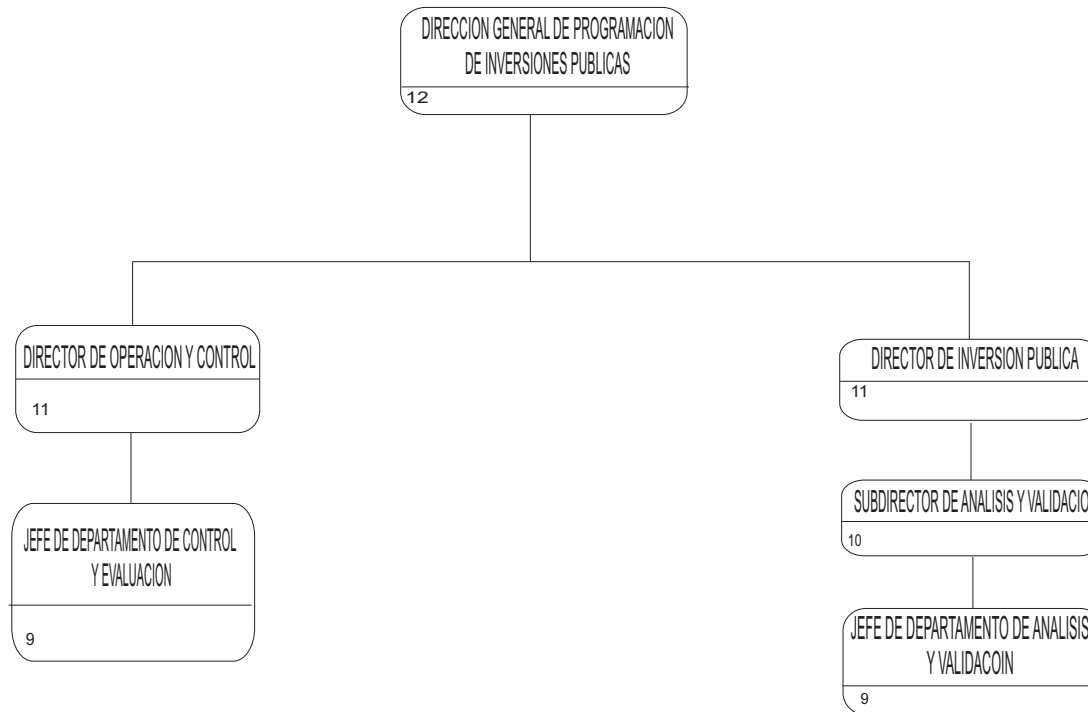 DIRECCION GENERAL DE PROGRAMACION
DE INVERSIONES PUBLICAS
12
DIRECTOR DE OPERACION Y CONTROL
11
JEFE DE DEPARTAMENTO DE CONTROL
Y EVALUACION
9
DIRECTOR DE INVERSION PUBLICA
11
SUBDIRECTOR DE ANALISIS Y VALIDACIO
10
JEFE DE DEPARTAMENTO DE ANALISIS
Y VALIDACOIN
9